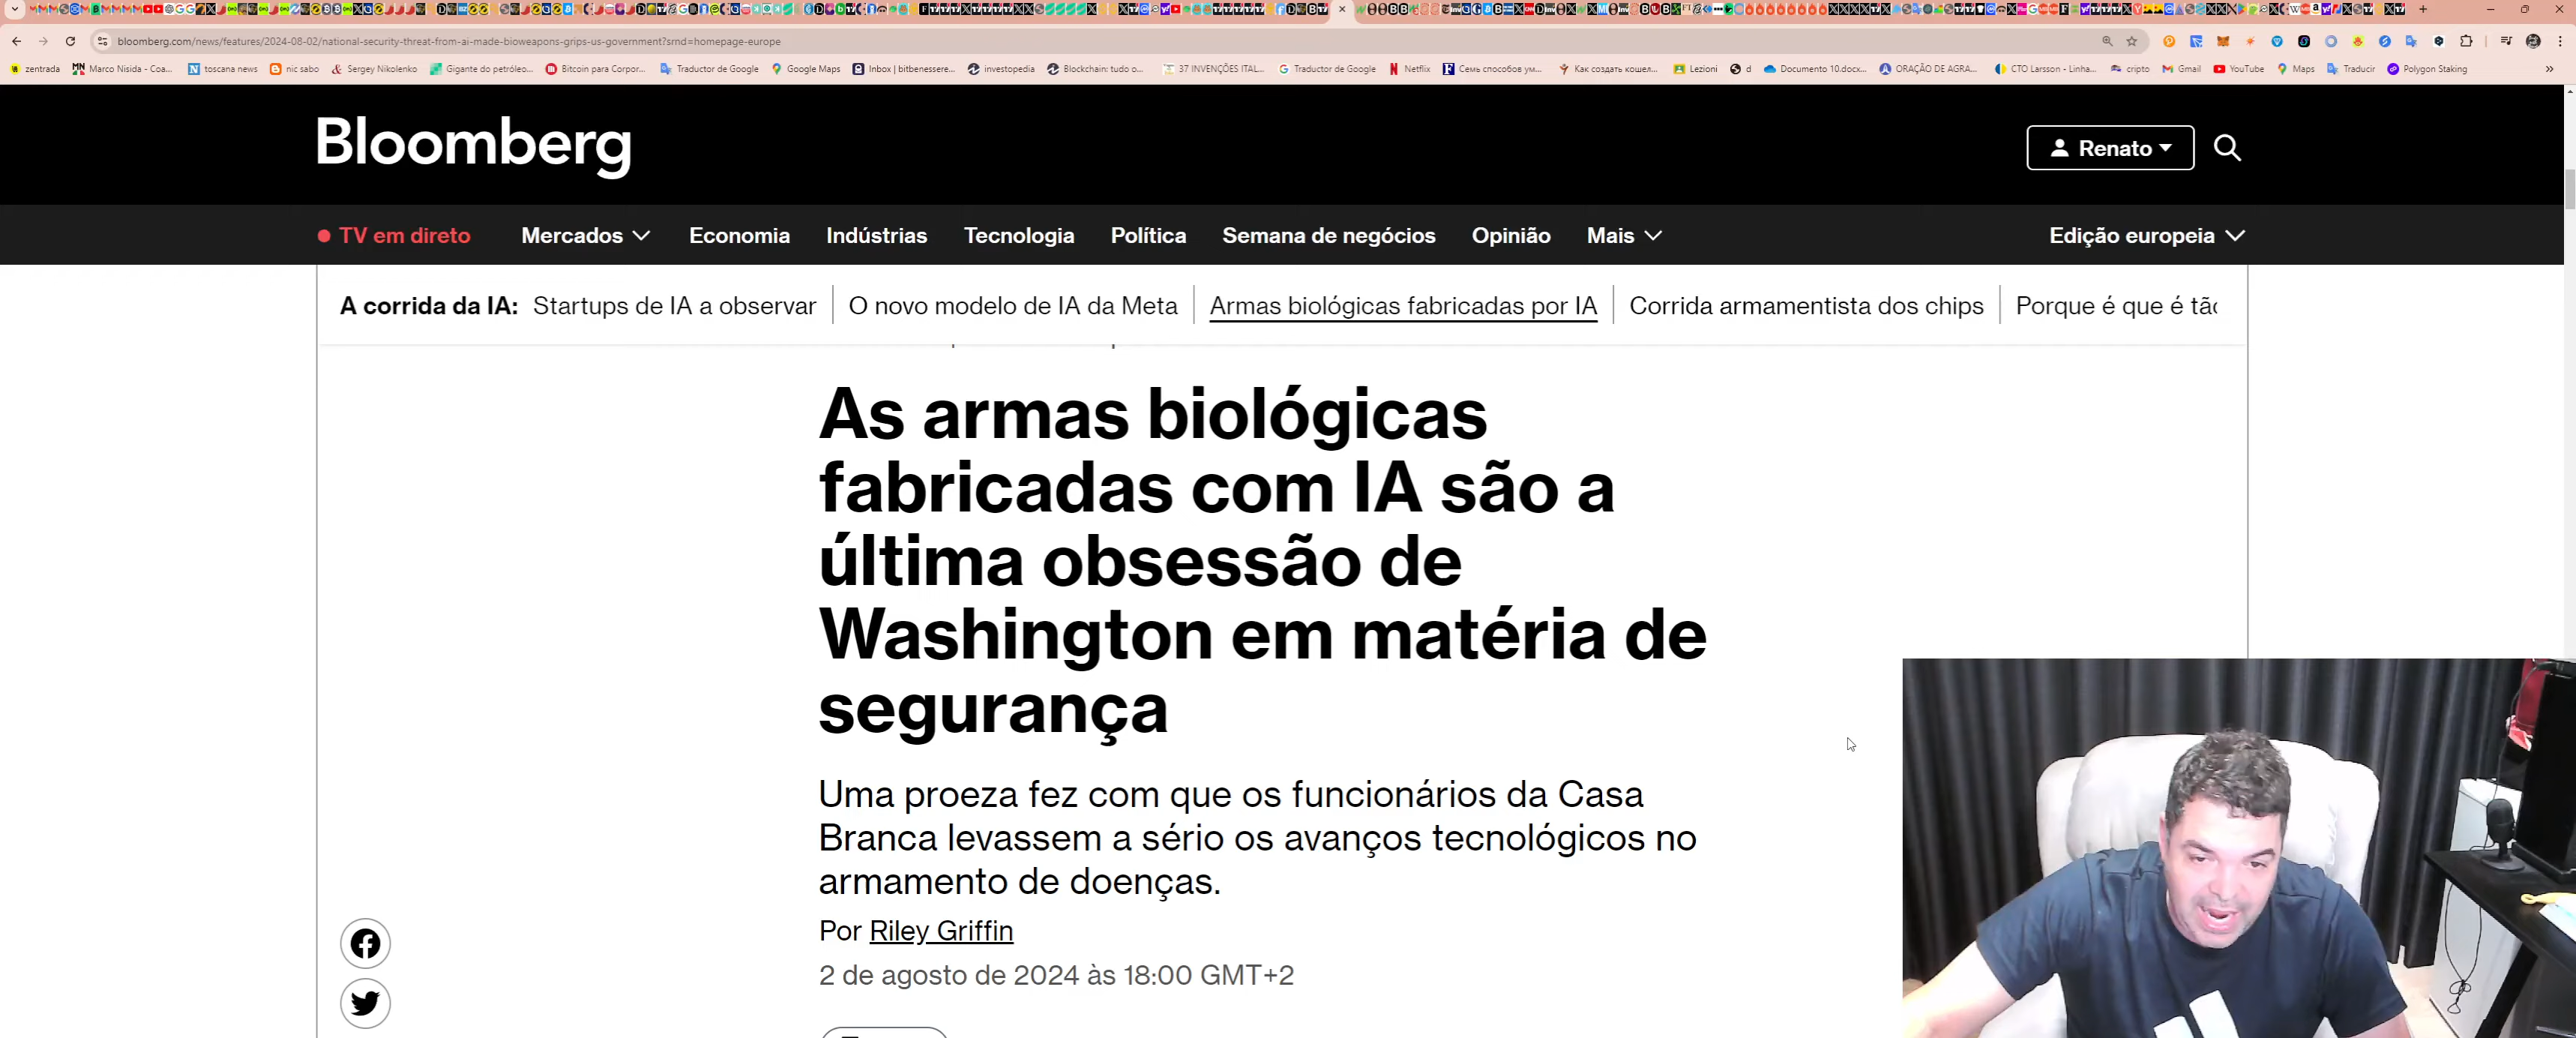 bloomberg.com/news/features/2024-08-02/national-security-threat-from-ai-made-bioweapons-grips-us-government?srnd=homepage-europe
zentrada
Marco Nisida - Coa...
toscana news
nic sabo
Sergey Nikolenko
Gigante do petróleo...
Bitcoin para Corpor...
Traductor de Google
Google Maps
Inbox | bitbenessere...
investopedia
Blockchain: tudo o...
37 INVENÇÕES ITAL...
Traductor de Google
Netflix
Семь способов ум...
Как создать кошел...
Lezioni
d
Documento 10.docx...
ORAÇÃO DE AGRA...
CTO Larsson - Linha...
cripto
Gmail
YouTube
Maps
Traducir
Polygon Staking
Bloomberg
Renato
TV em direto
Mercados
Economia
Indústrias
Tecnologia
Política
Semana de negócios
Opinião
Mais
Edição europeia
A corrida da IA:
Startups de IA a observar
O novo modelo de IA da Meta
Armas biológicas fabricadas por IA
Corrida armamentista dos chips
Porque é que é tão
As armas biológicas
fabricadas com IA são a
última obsessão de
Washington em matéria de
segurança
Uma proeza fez com que os funcionários da Casa
Branca levassem a sério os avanços tecnológicos no
armamento de doenças.
Por Riley Griffin
2 de agosto de 2024 às 18:00 GMT+2